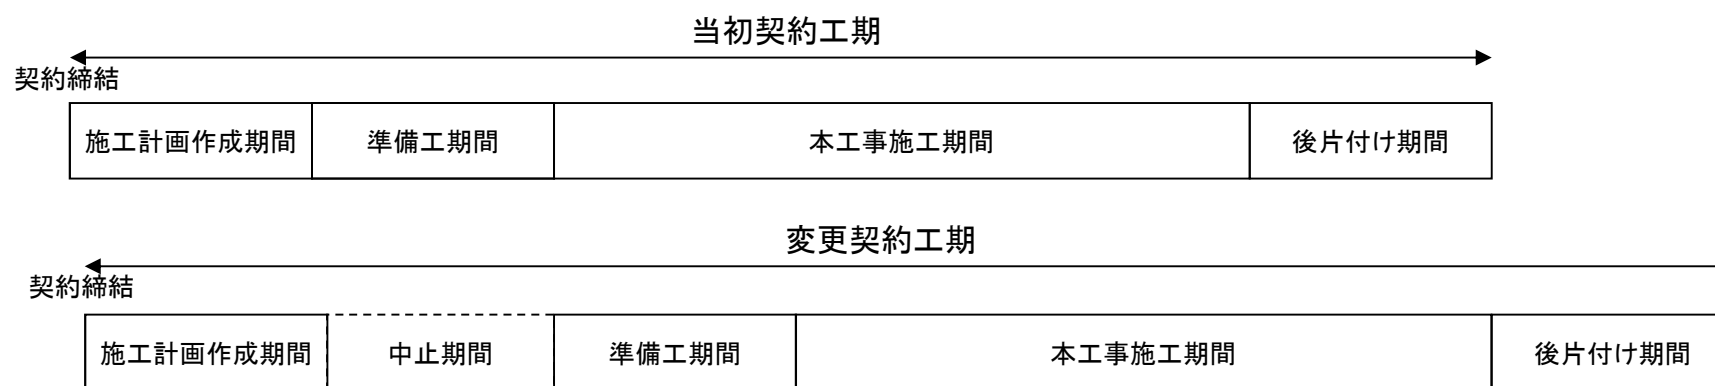 当初契約工期
契約締結
施工計画作成期間 準備工期間 本工事施工期間 後片付け期間
変更契約工期
契約締結
施工計画作成期間 中止期間 準備工期間 本工事施工期間 後片付け期間